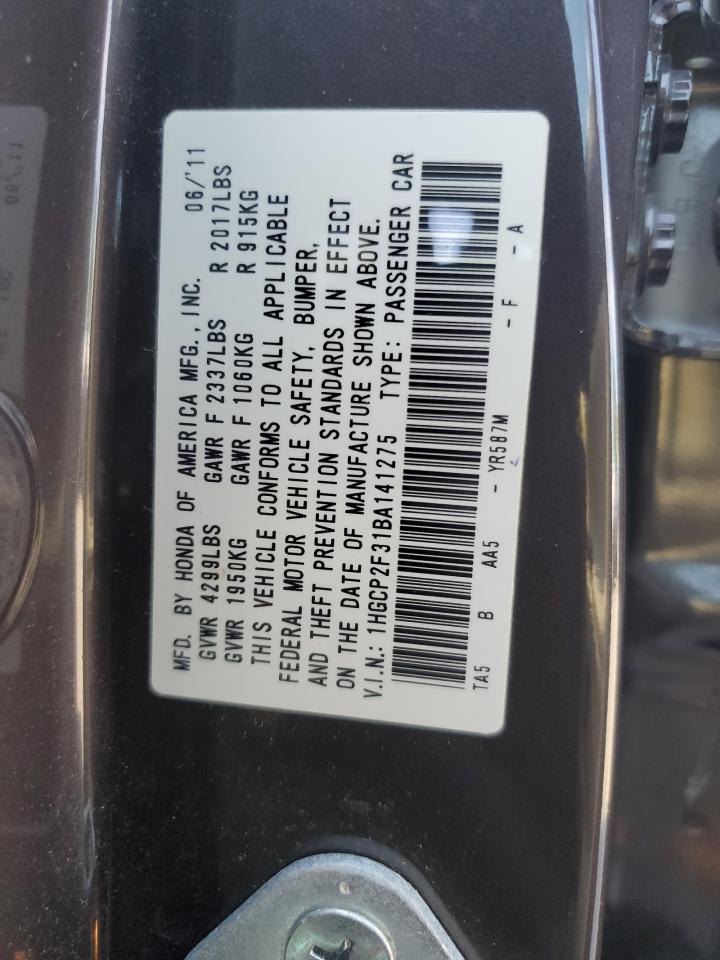 MFD. BY HONDA OF AMERICA MFG., INC. 06/'11
GVWR 4299LBS GAWR F 2337LBS R 2017LBS
GVWR 1950KG GAWR F 1060KG R 915KG
THIS VEHICLE CONFORMS TO ALL APPLICABLE
FEDERAL MOTOR VEHICLE SAFETY, BUMPER,
AND THEFT PREVENTION STANDARDS IN EFFECT
ON THE DATE OF MANUFACTURE SHOWN ABOVE.
V.I.N.: 1HGCP2F31BA141275 TYPE: PASSENGER CAR
TA5 B AA5 - YR587M - F - A